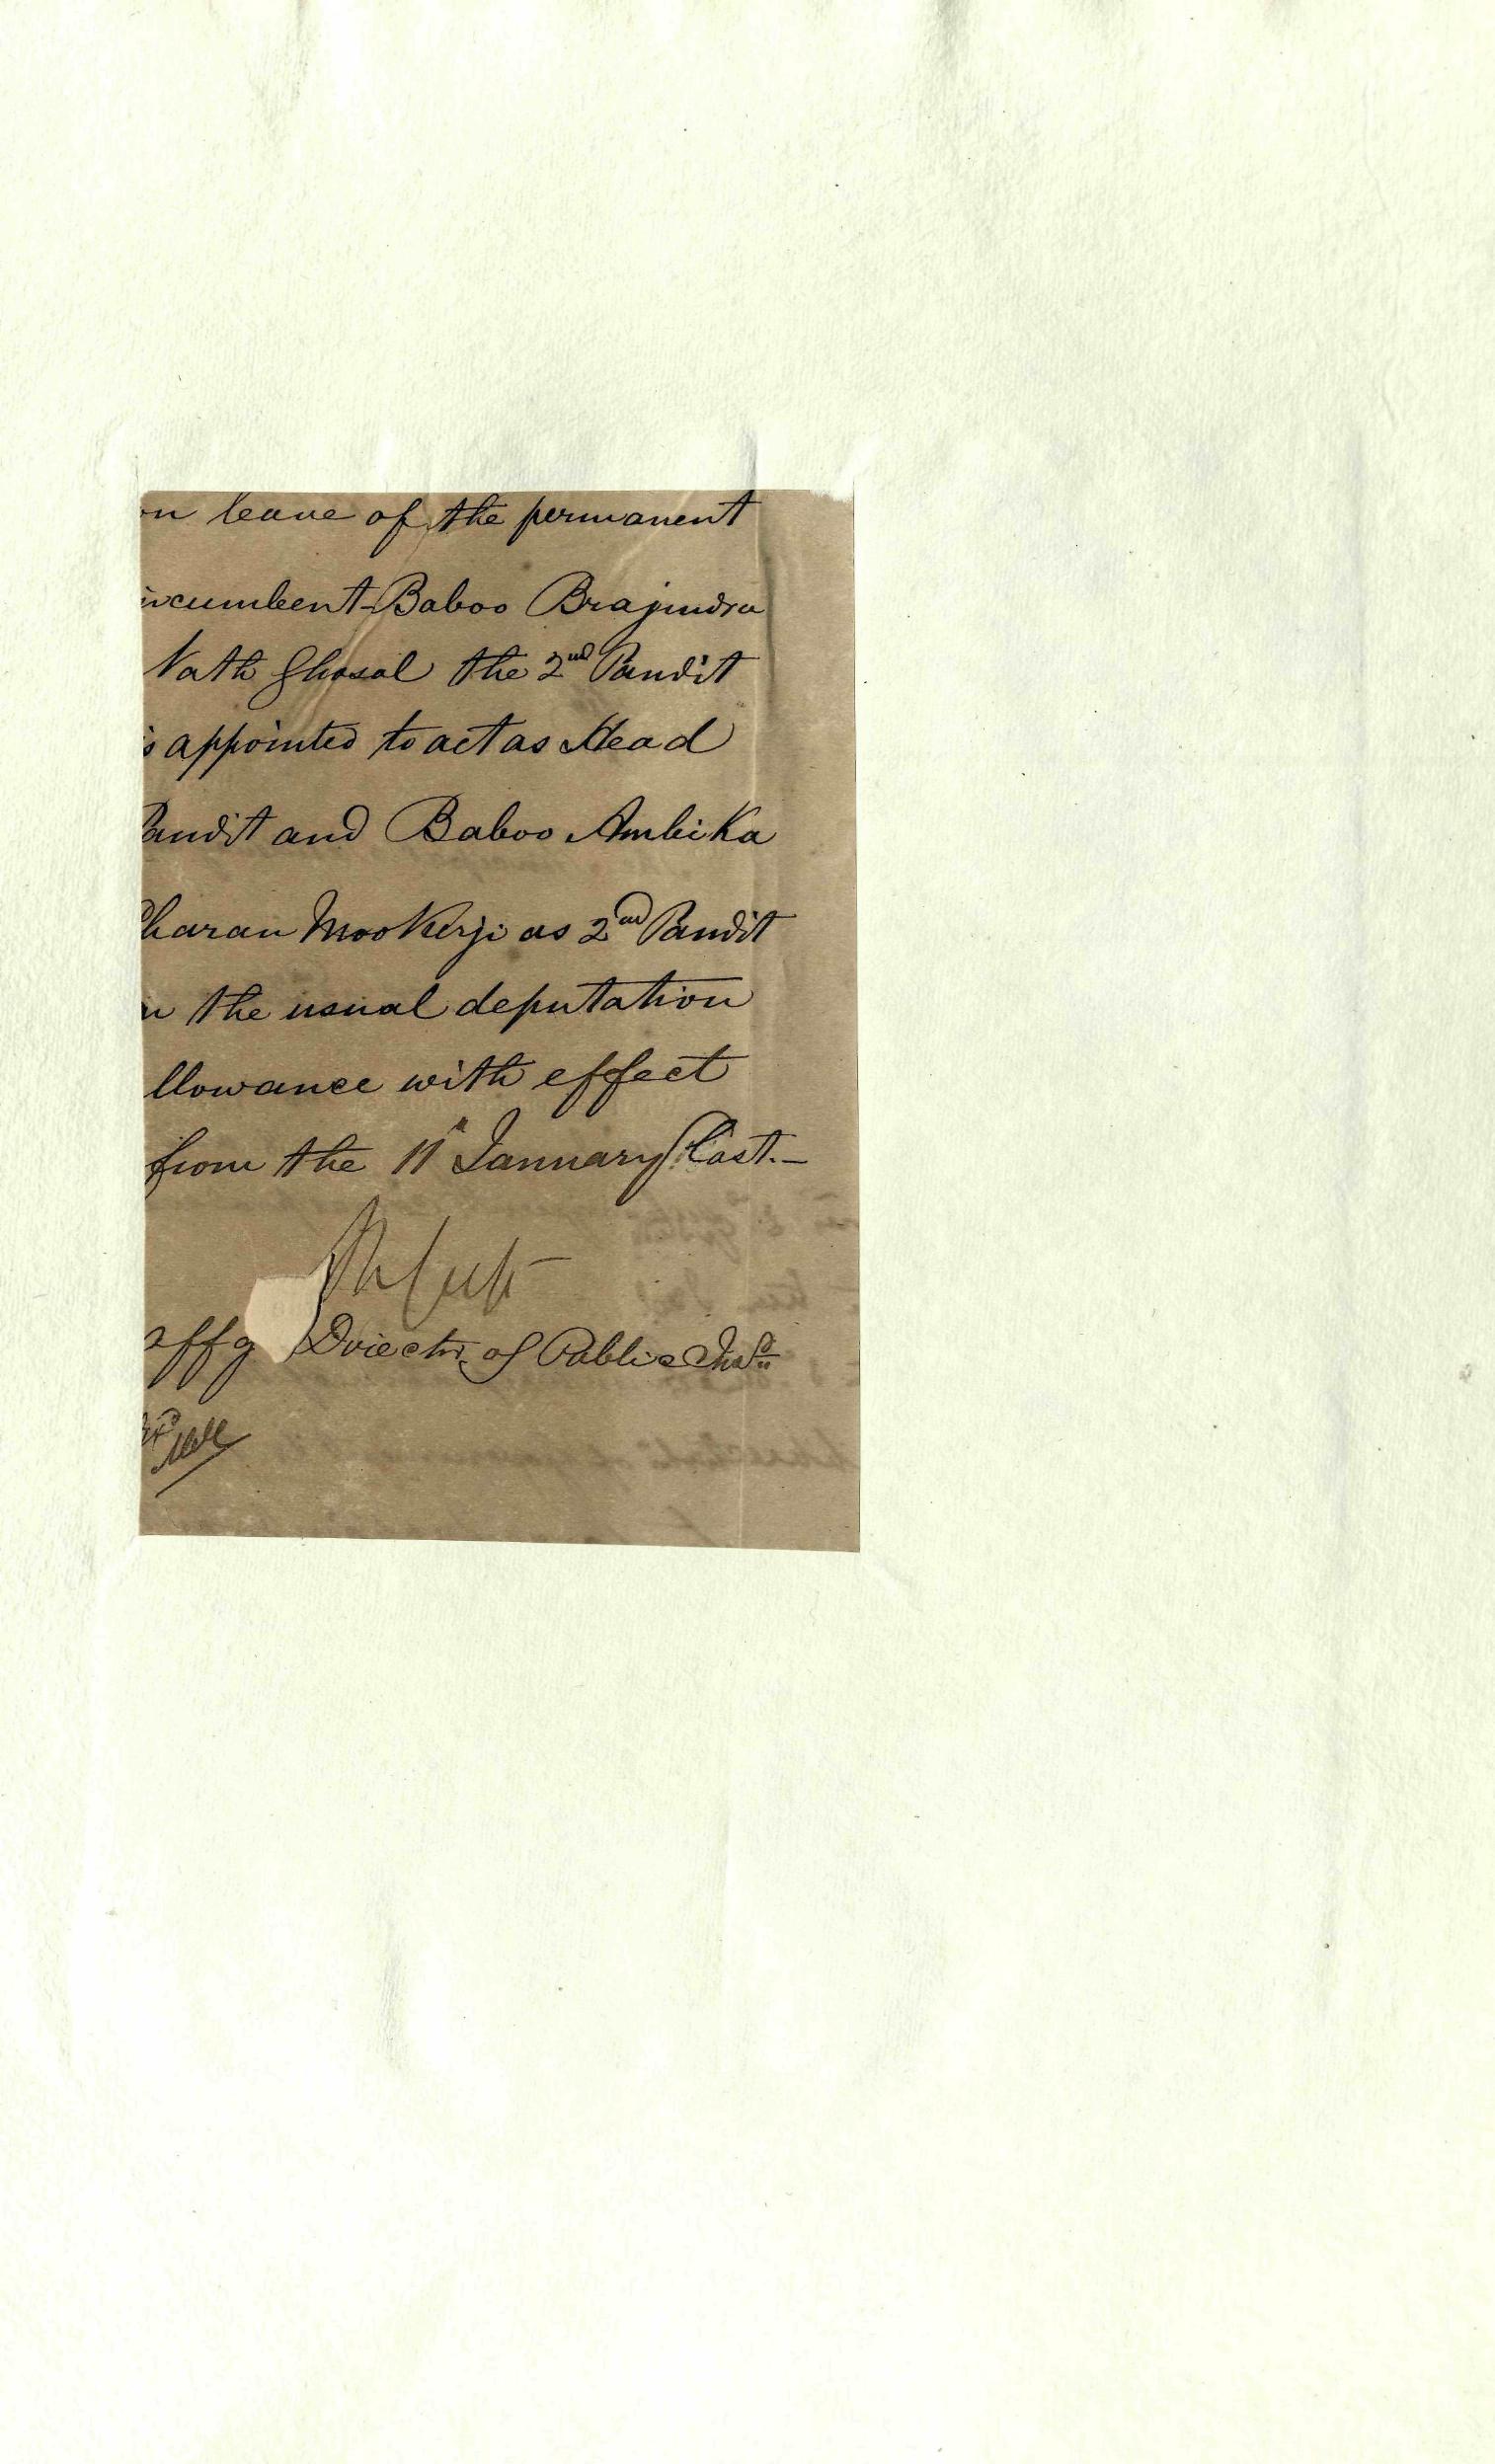 on leave of the permanent
incumbent Baboo Brajendra
Nath Ghosal the 2nd Pandit
is appointed to act as Head
Pandit and Baboo Ambika
Charan Mookerji as 2nd Pandit
on the usual deputation
llowance with effect
from the 11th January last.—
offg Director of Public Instn